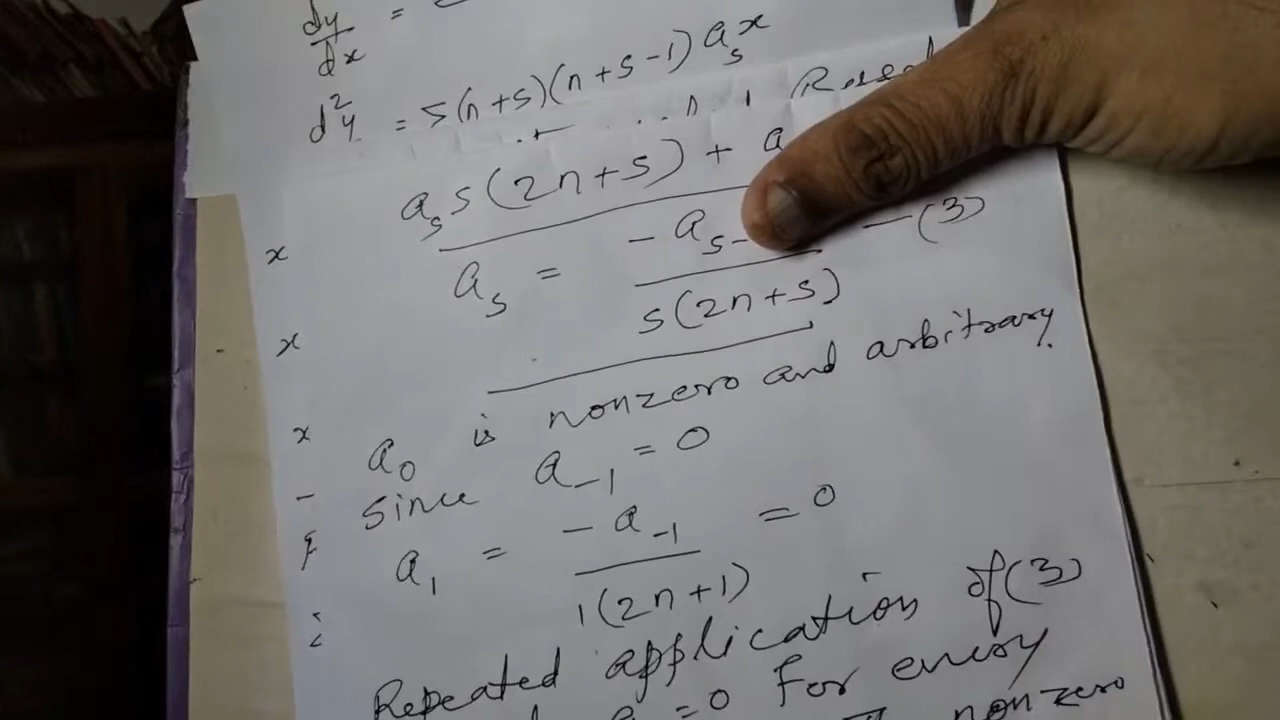 dy/dx =
d²y = s(n+s)(n+s-1) a_s x
a_s s(2n+s) + a
a_s = -a_s- / s(2n+s) —(3)
a_0 is nonzero and arbitrary.
since a_-1 = 0
a_1 = -a_-1 / 1(2n+1) = 0
Repeated application of (3)
= 0 for every
nonzero